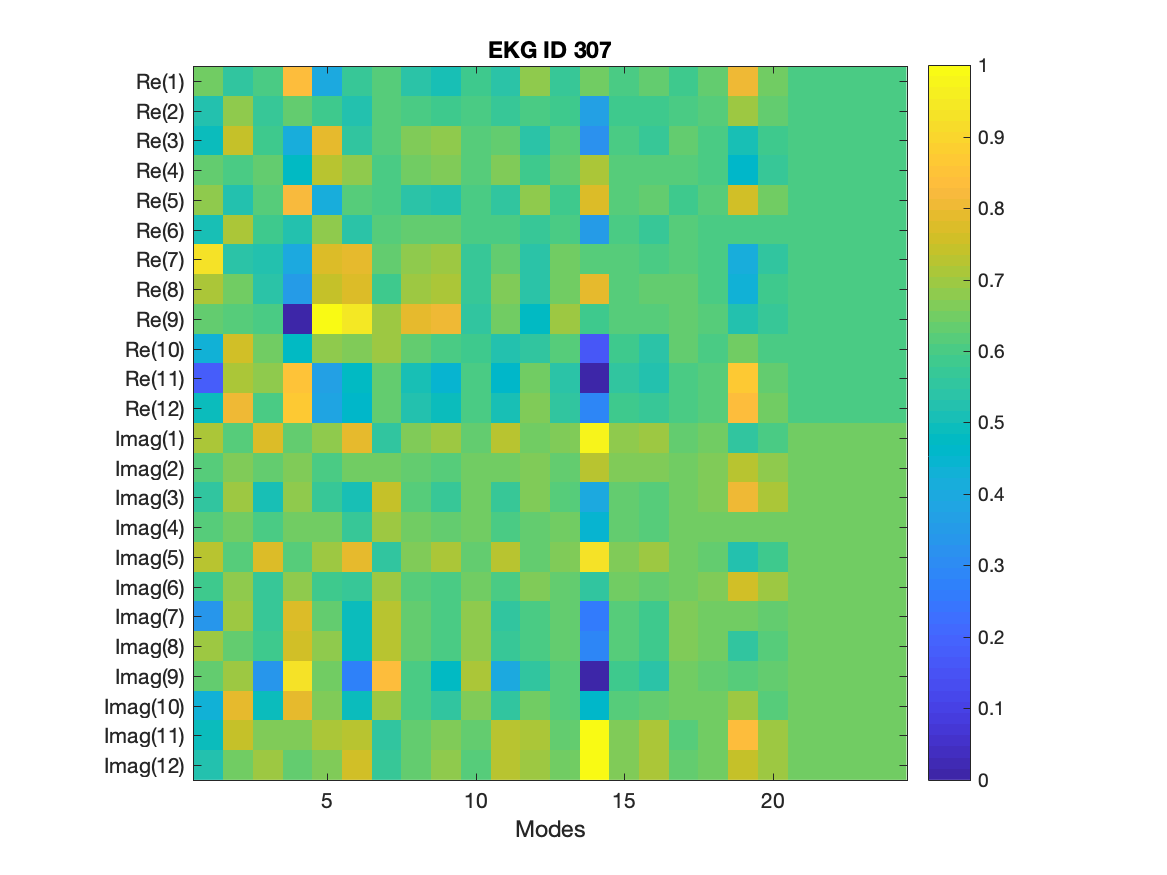 EKG ID 307
Re(1)
Re(2)
Re(3)
Re(4)
Re(5)
Re(6)
Re(7)
Re(8)
Re(9)
Re(10)
Re(11)
Re(12)
Imag(1)
Imag(2)
Imag(3)
Imag(4)
Imag(5)
Imag(6)
Imag(7)
Imag(8)
Imag(9)
Imag(10)
Imag(11)
Imag(12)
5 10 15 20
Modes
1
0.9
0.8
0.7
0.6
0.5
0.4
0.3
0.2
0.1
0